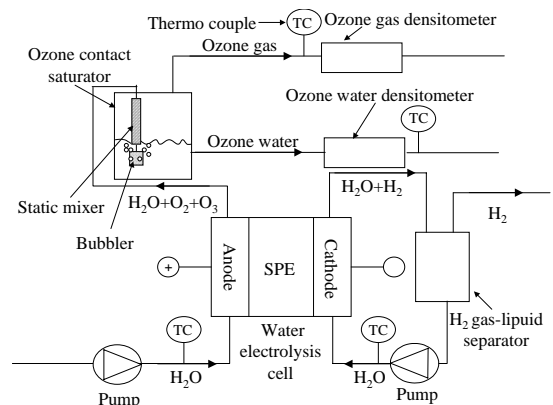 Thermo couple
TC
Ozone gas densitometer
Ozone contact
saturator
Ozone gas
Ozone water densitometer
TC
Ozone water
H₂O+H₂
H₂
Static mixer
H₂O+O₂+O₃
Bubbler
Anode
SPE
Cathode
+
H₂ gas-lipuid
separator
TC
Water
electrolysis
cell
TC
H₂O
H₂O
Pump
Pump